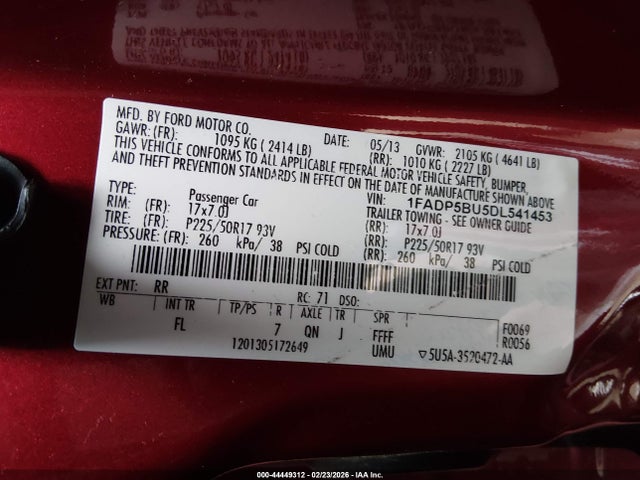 MFD. BY FORD MOTOR CO.
DATE: 05/13 GVWR: 2105 KG ( 4641 LB)
GAWR: (FR): 1095 KG ( 2414 LB) (RR): 1010 KG ( 2227 LB)
THIS VEHICLE CONFORMS TO ALL APPLICABLE FEDERAL MOTOR VEHICLE SAFETY, BUMPER,
AND THEFT PREVENTION STANDARDS IN EFFECT ON THE DATE OF MANUFACTURE SHOWN ABOVE
VIN: 1FADP5BU5DL541453
TYPE: Passenger Car TRAILER TOWING - SEE OWNER GUIDE
RIM: (FR): 17x7.0J (RR): 17x7.0J
TIRE: (FR): P225/50R17 93V (RR): P225/50R17 93V
PRESSURE: (FR): 260 kPa/ 38 PSI COLD (RR): 260 kPa/ 38 PSI COLD
EXT PNT: RR RC: 71 DSO:
WB INT TR TP/PS R AXLE TR SPR
FL 7 QN J FFFF F0069
1201305172649 UMU R0056
5U5A-3520472-AA
000-44449312 - 02/23/2026 - IAA Inc.